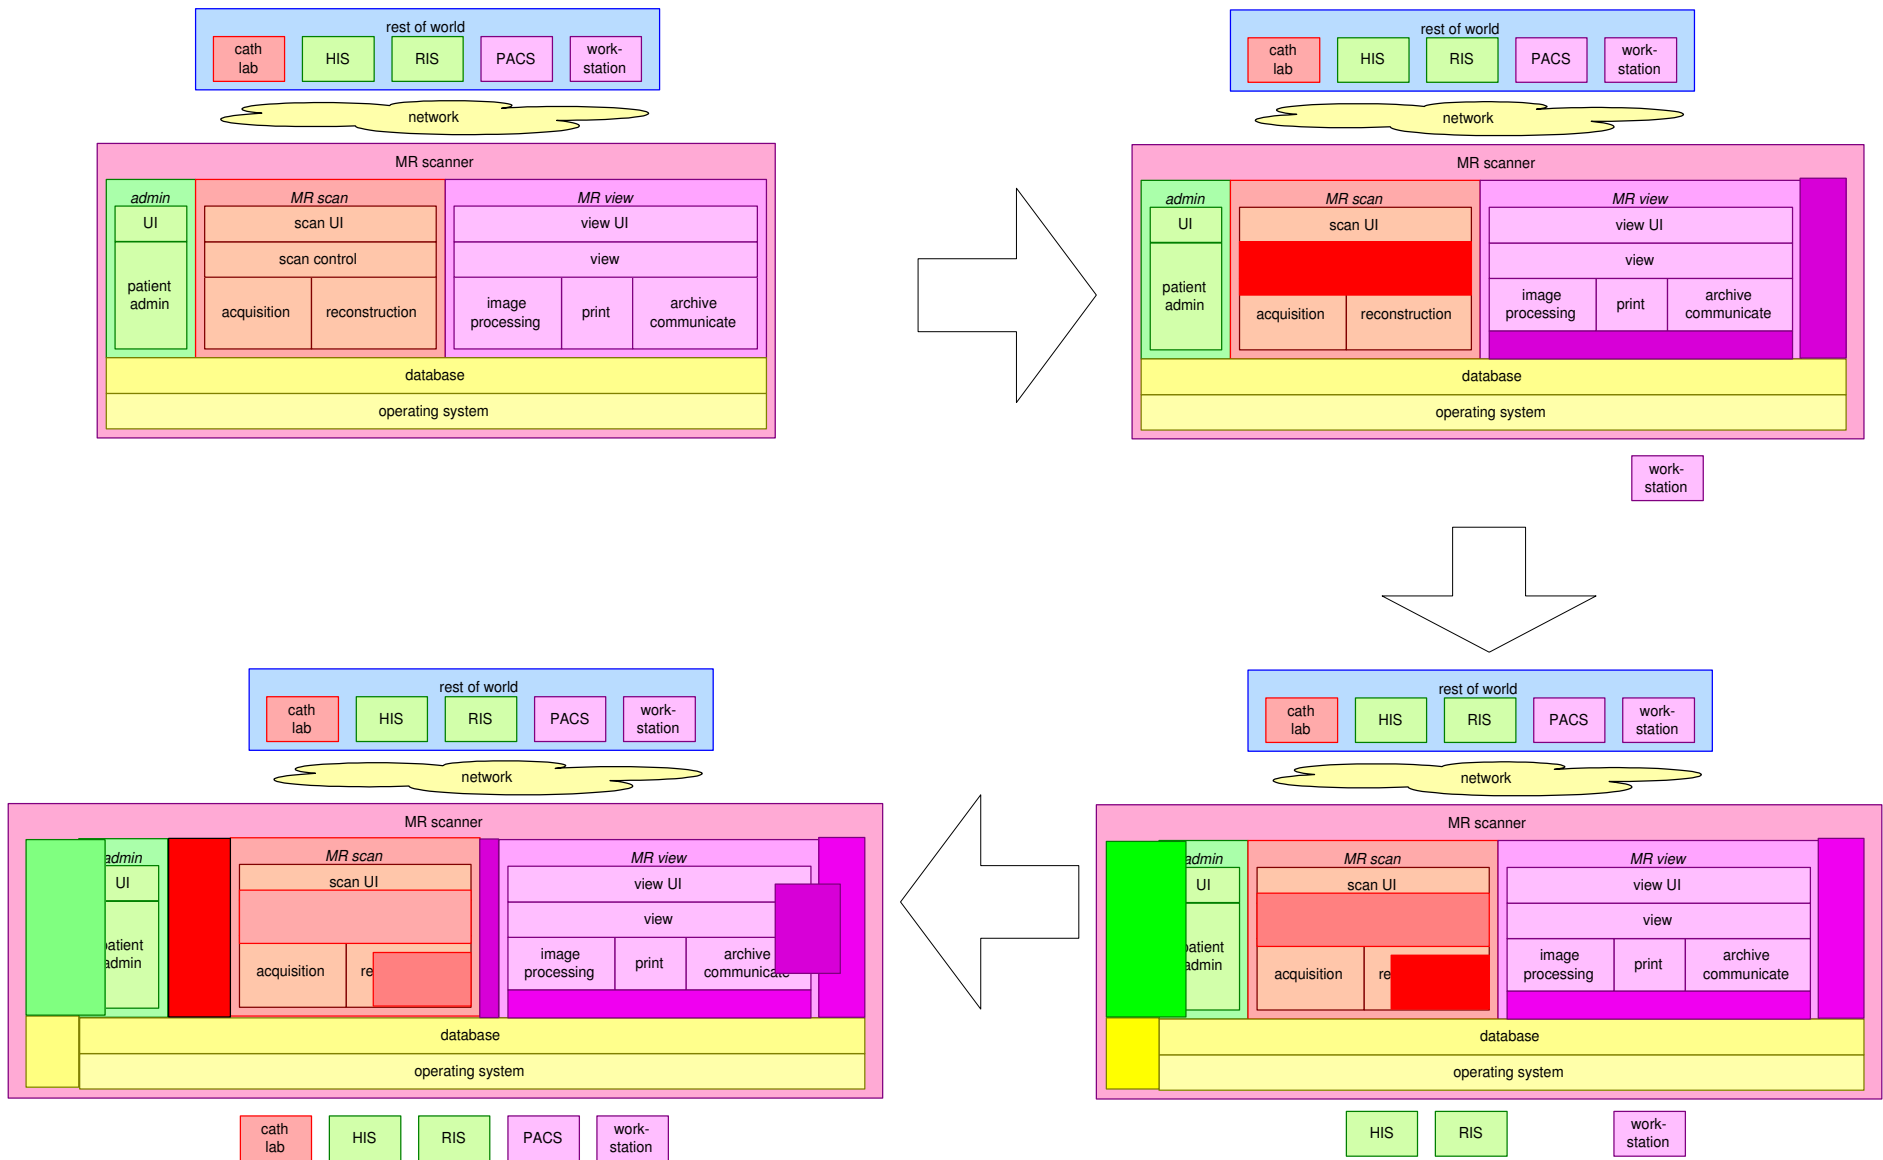 rest of world
cath
lab
HIS
RIS
PACS
work-
station
network
MR scanner
admin
MR scan
MR view
UI
scan UI
view UI
scan control
view
patient
admin
acquisition
reconstruction
image
processing
print
archive
communicate
database
operating system
rest of world
cath
lab
HIS
RIS
PACS
work-
station
network
MR scanner
admin
MR scan
MR view
UI
scan UI
view UI
view
patient
admin
acquisition
reconstruction
image
processing
print
archive
communicate
database
operating system
work-
station
rest of world
cath
lab
HIS
RIS
PACS
work-
station
network
MR scanner
admin
MR scan
MR view
UI
scan UI
view UI
view
patient
admin
acquisition
re
image
processing
print
archive
communicate
database
operating system
HIS
RIS
work-
station
rest of world
cath
lab
HIS
RIS
PACS
work-
station
network
MR scanner
admin
MR scan
MR view
UI
scan UI
view UI
view
patient
admin
acquisition
re
image
processing
print
archive
communicate
database
operating system
cath
lab
HIS
RIS
PACS
work-
station